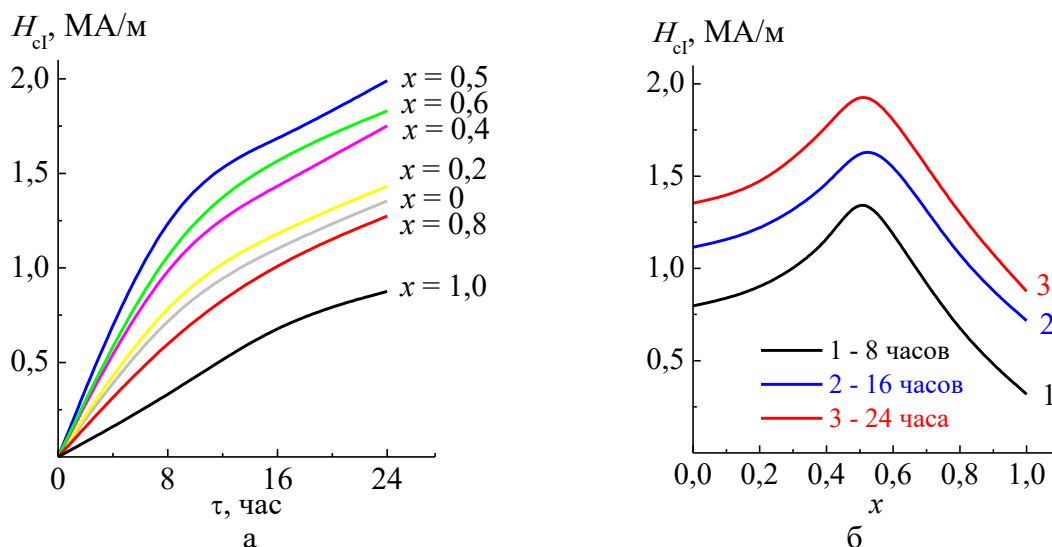 H_cI, МА/м
2,0
1,5
1,0
0,5
0
8
16
24
τ, час
x = 0,5
x = 0,6
x = 0,4
x = 0,2
x = 0
x = 0,8
x = 1,0
а
H_cI, МА/м
2,0
1,5
1,0
0,5
0,0
0,2
0,4
0,6
0,8
1,0
x
3
2
1
1 - 8 часов
2 - 16 часов
3 - 24 часа
б